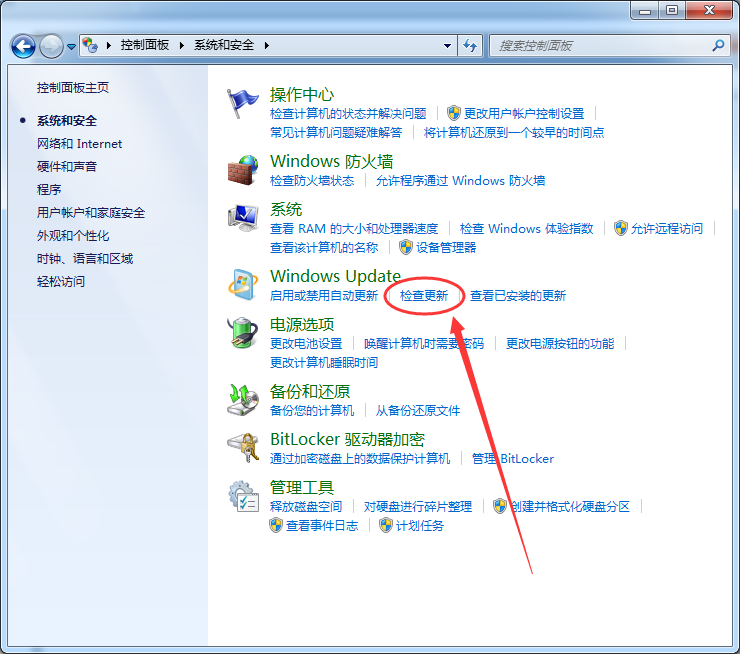 控制面板 系统和安全 搜索控制面板
控制面板主页
系统和安全
网络和 Internet
硬件和声音
程序
用户帐户和家庭安全
外观和个性化
时钟、语言和区域
轻松访问
操作中心
检查计算机的状态并解决问题 更改用户帐户控制设置
常见计算机问题疑难解答 将计算机还原到一个较早的时间点
Windows 防火墙
检查防火墙状态 允许程序通过 Windows 防火墙
系统
查看 RAM 的大小和处理器速度 检查 Windows 体验指数 允许远程访问
查看该计算机的名称 设备管理器
Windows Update
启用或禁用自动更新 检查更新 查看已安装的更新
电源选项
更改电池设置 唤醒计算机时需要密码 更改电源按钮的功能
更改计算机睡眠时间
备份和还原
备份您的计算机 从备份还原文件
BitLocker 驱动器加密
通过加密磁盘上的数据保护计算机 管理 BitLocker
管理工具
释放磁盘空间 对硬盘进行碎片整理 创建并格式化硬盘分区
查看事件日志 计划任务